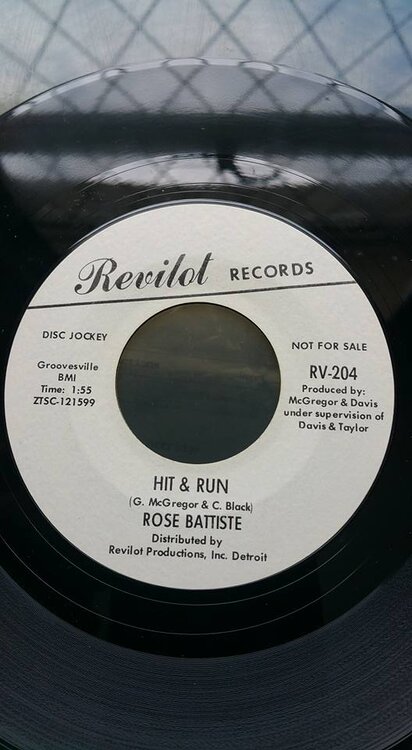 Revilot RECORDS
DISC JOCKEY
Groovesville
BMI
Time: 1:55
ZTSC-121599
NOT FOR SALE
RV-204
Produced by:
McGregor & Davis
under supervision of
Davis & Taylor
HIT & RUN
(G. McGregor & C. Black)
ROSE BATTISTE
Distributed by
Revilot Productions, Inc. Detroit